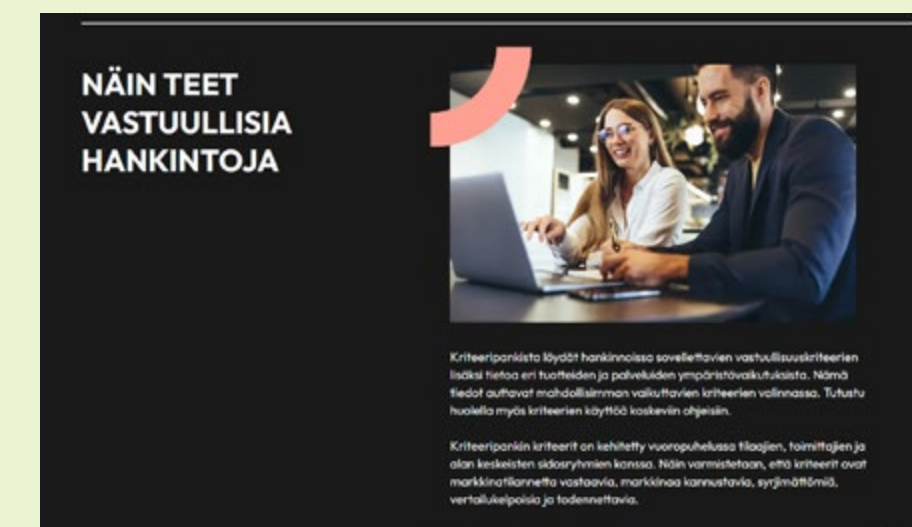 NÄIN TEET
VASTUULLISIA
HANKINTOJA
Kriteeripankista löydät hankinnoissa sovellettavien vastuullisuuskriteerien
lisäksi tietoa eri tuotteiden ja palveluiden ympäristövaikutuksista. Nämä
tiedot auttavat mahdollisimman vaikuttavien kriteerien valinnassa. Tutustu
huolella myös kriteerien käyttöä koskeviin ohjeisiin.
Kriteeripankin kriteerit on kehitetty vuoropuhelussa tilaajien, toimittajien ja
alan keskeisten sidosryhmien kanssa. Näin varmistetaan, että kriteerit ovat
markkinatilannetta vastaavia, markkinaa kannustavia, syrjimättömiä,
vertailukelpoisia ja todennettavia.